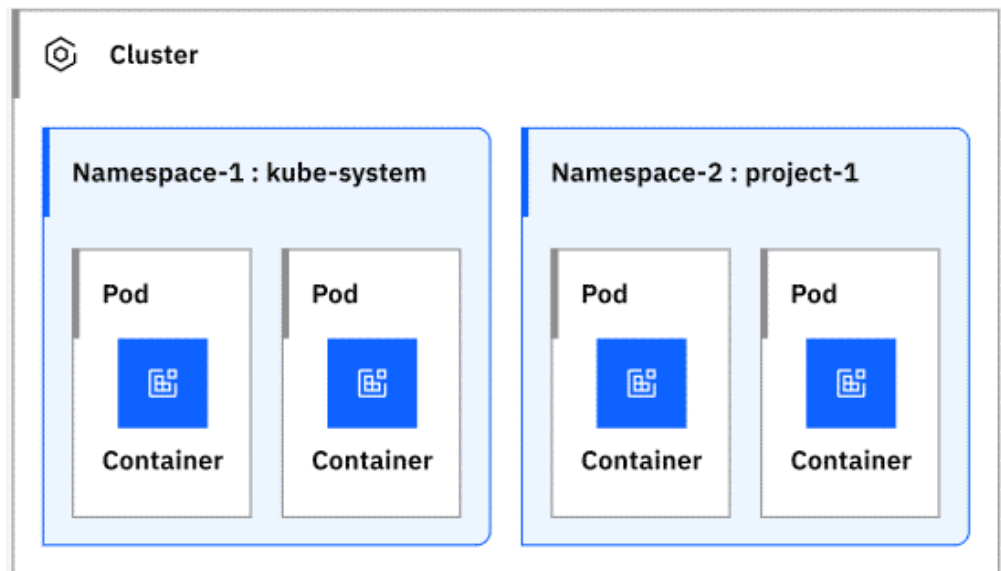 Cluster
Namespace-1 : kube-system
Namespace-2 : project-1
Pod
Pod
Pod
Pod
Container
Container
Container
Container